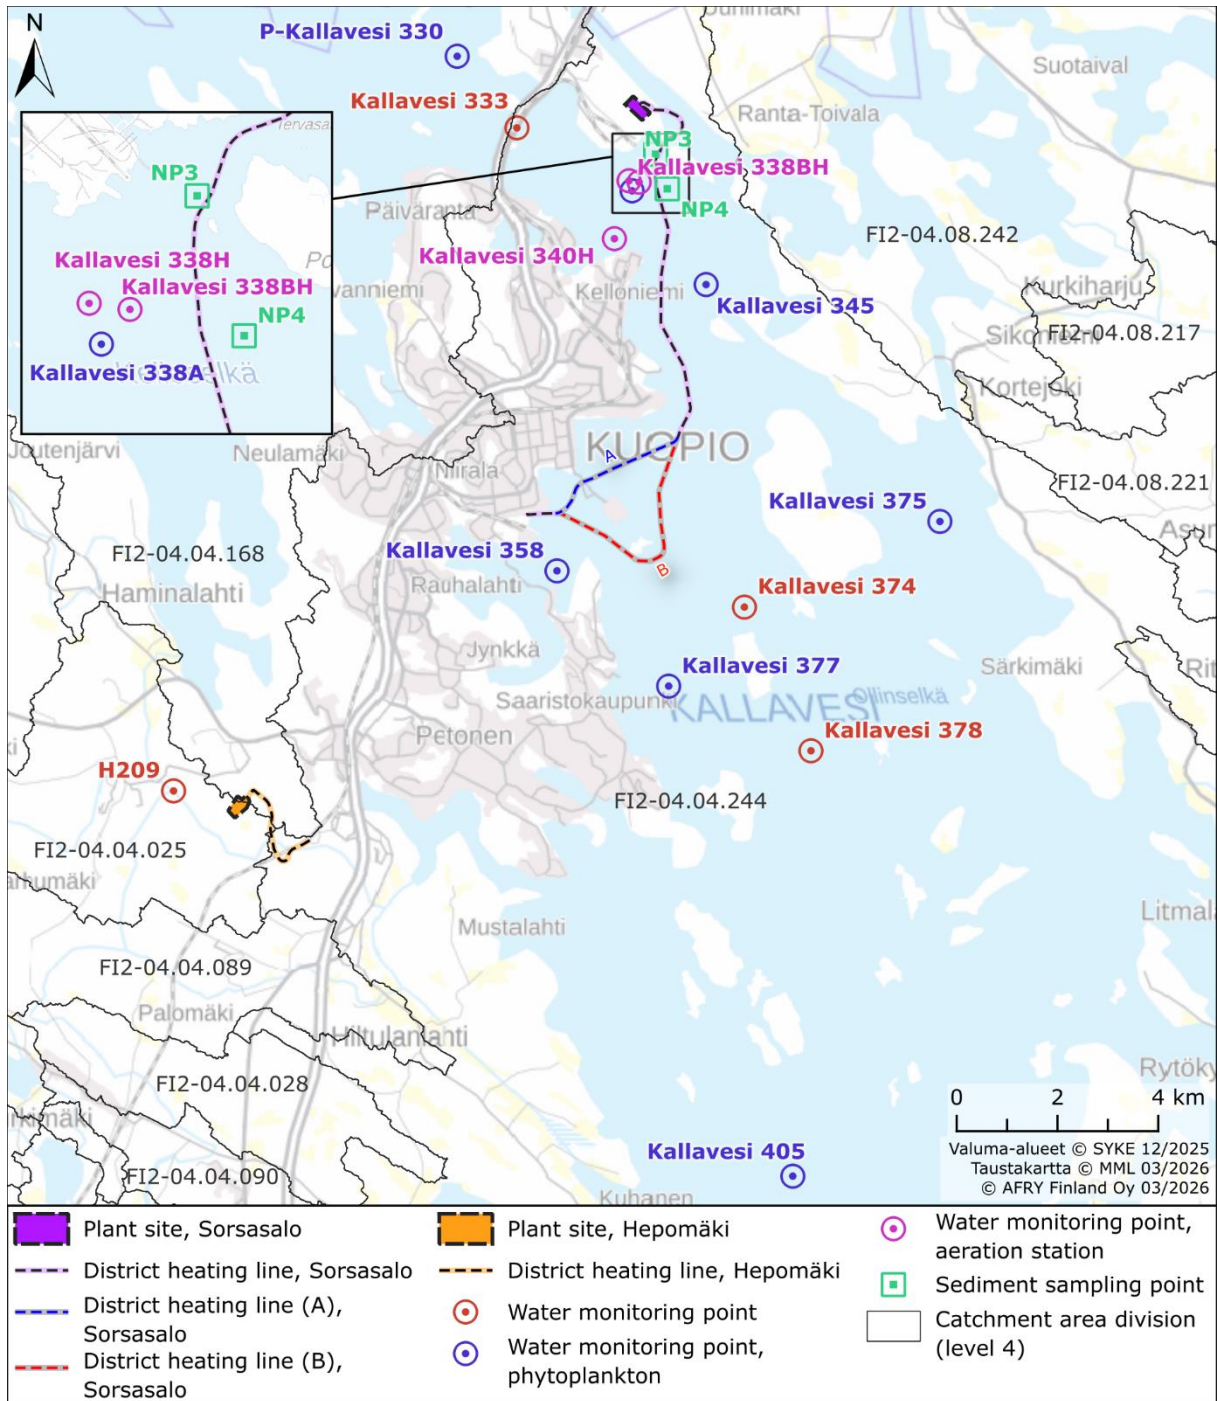 N
P-Kallavesi 330
Uuhimäki
Suotaival
Kallavesi 333
Ranta-Toivala
NP3
Kallavesi 338BH
NP4
Päiväranta
FI2-04.08.242
Kallavesi 340H
Kelloniemi
Kallavesi 345
Kurkiharju
FI2-04.08.217
Kortejoki
Tervasa
NP3
Kallavesi 338H
vanniemi
Kallavesi 338BH
NP4
Kallavesi 338A
Joutenjärvi
Neulamäki
KUOPIO
A
Niirala
FI2-04.08.221
Kallavesi 375
Asun
FI2-04.04.168
Kallavesi 358
B
Haminalahti
Rauhalahti
Kallavesi 374
Jynkkä
Kallavesi 377
Särkimäki
Rit
Saaristokaupunki
KALLAVESI
Ollinselkä
Petonen
Kallavesi 378
H209
FI2-04.04.244
FI2-04.04.025
arhumäki
Litmala
Mustalahti
FI2-04.04.089
Palomäki
Hiltulanlahti
Rytöky
FI2-04.04.028
rkimäki
0 2 4 km
Kallavesi 405
Valuma-alueet © SYKE 12/2025
Taustakartta © MML 03/2026
© AFRY Finland Oy 03/2026
FI2-04.04.090
Kuhanen
Plant site, Sorsasalo
District heating line, Sorsasalo
District heating line (A),
Sorsasalo
District heating line (B),
Sorsasalo
Plant site, Hepomäki
District heating line, Hepomäki
Water monitoring point
Water monitoring point,
phytoplankton
Water monitoring point,
aeration station
Sediment sampling point
Catchment area division
(level 4)